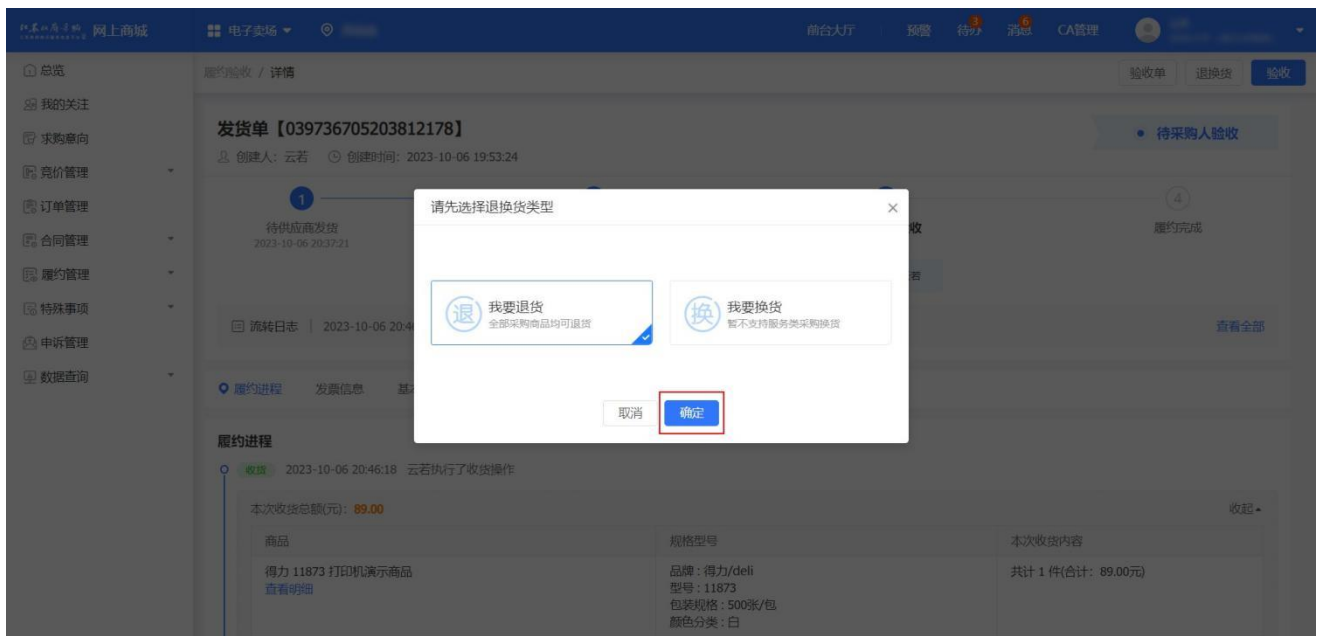 网上商城
电子卖场
前台大厅
预警
待办
3
消息
6
CA管理
总览
我的关注
求购意向
竞价管理
订单管理
合同管理
履约管理
特殊事项
申诉管理
数据查询
履约验收 / 详情
验收单
退换货
验收
发货单【039736705203812178】
待采购人验收
创建人：云若
创建时间：2023-10-06 19:53:24
1
待供应商发货
2023-10-06 20:37:21
收
若
4
履约完成
流转日志
2023-10-06 20:4
查看全部
请先选择退换货类型
×
退
我要退货
全部采购商品均可退货
换
我要换货
暂不支持服务类采购换货
取消
确定
履约进程
发票信息
履约进程
收货
2023-10-06 20:46:18
云若执行了收货操作
本次收货总额(元)：89.00
收起
商品
规格型号
本次收货内容
得力 11873 打印机演示商品
查看明细
品牌 : 得力/deli
型号 : 11873
包装规格 : 500张/包
颜色分类 : 白
共计 1 件(合计：89.00元)